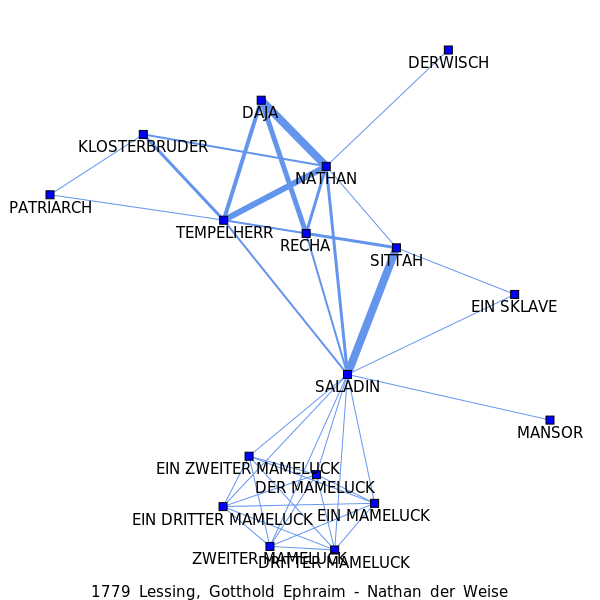 DERWISCH
DAJA
KLOSTERBRUDER
NATHAN
PATRIARCH
TEMPELHERR
RECHA
SITTAH
EIN SKLAVE
SALADIN
MANSOR
EIN ZWEITER MAMELUCK
DER MAMELUCK
EIN DRITTER MAMELUCK
EIN MAMELUCK
ZWEITER MAMELUCK
DRITTER MAMELUCK
1779 Lessing, Gotthold Ephraim - Nathan der Weise